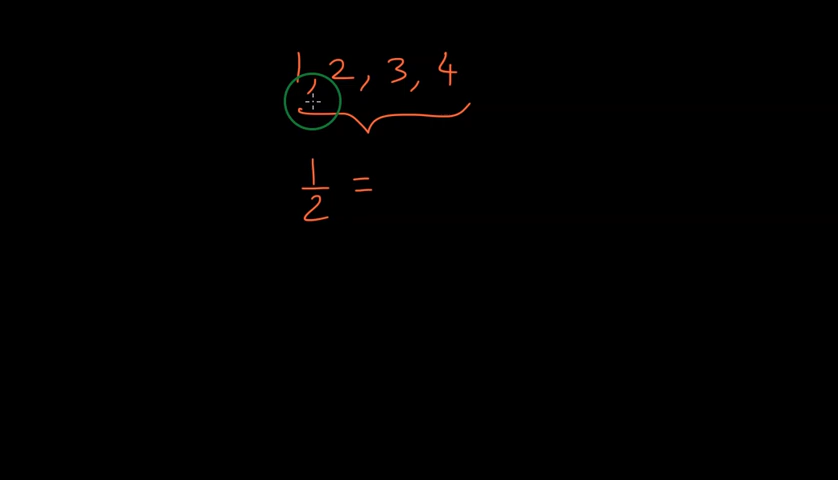 1, 2, 3, 4
1/2 =